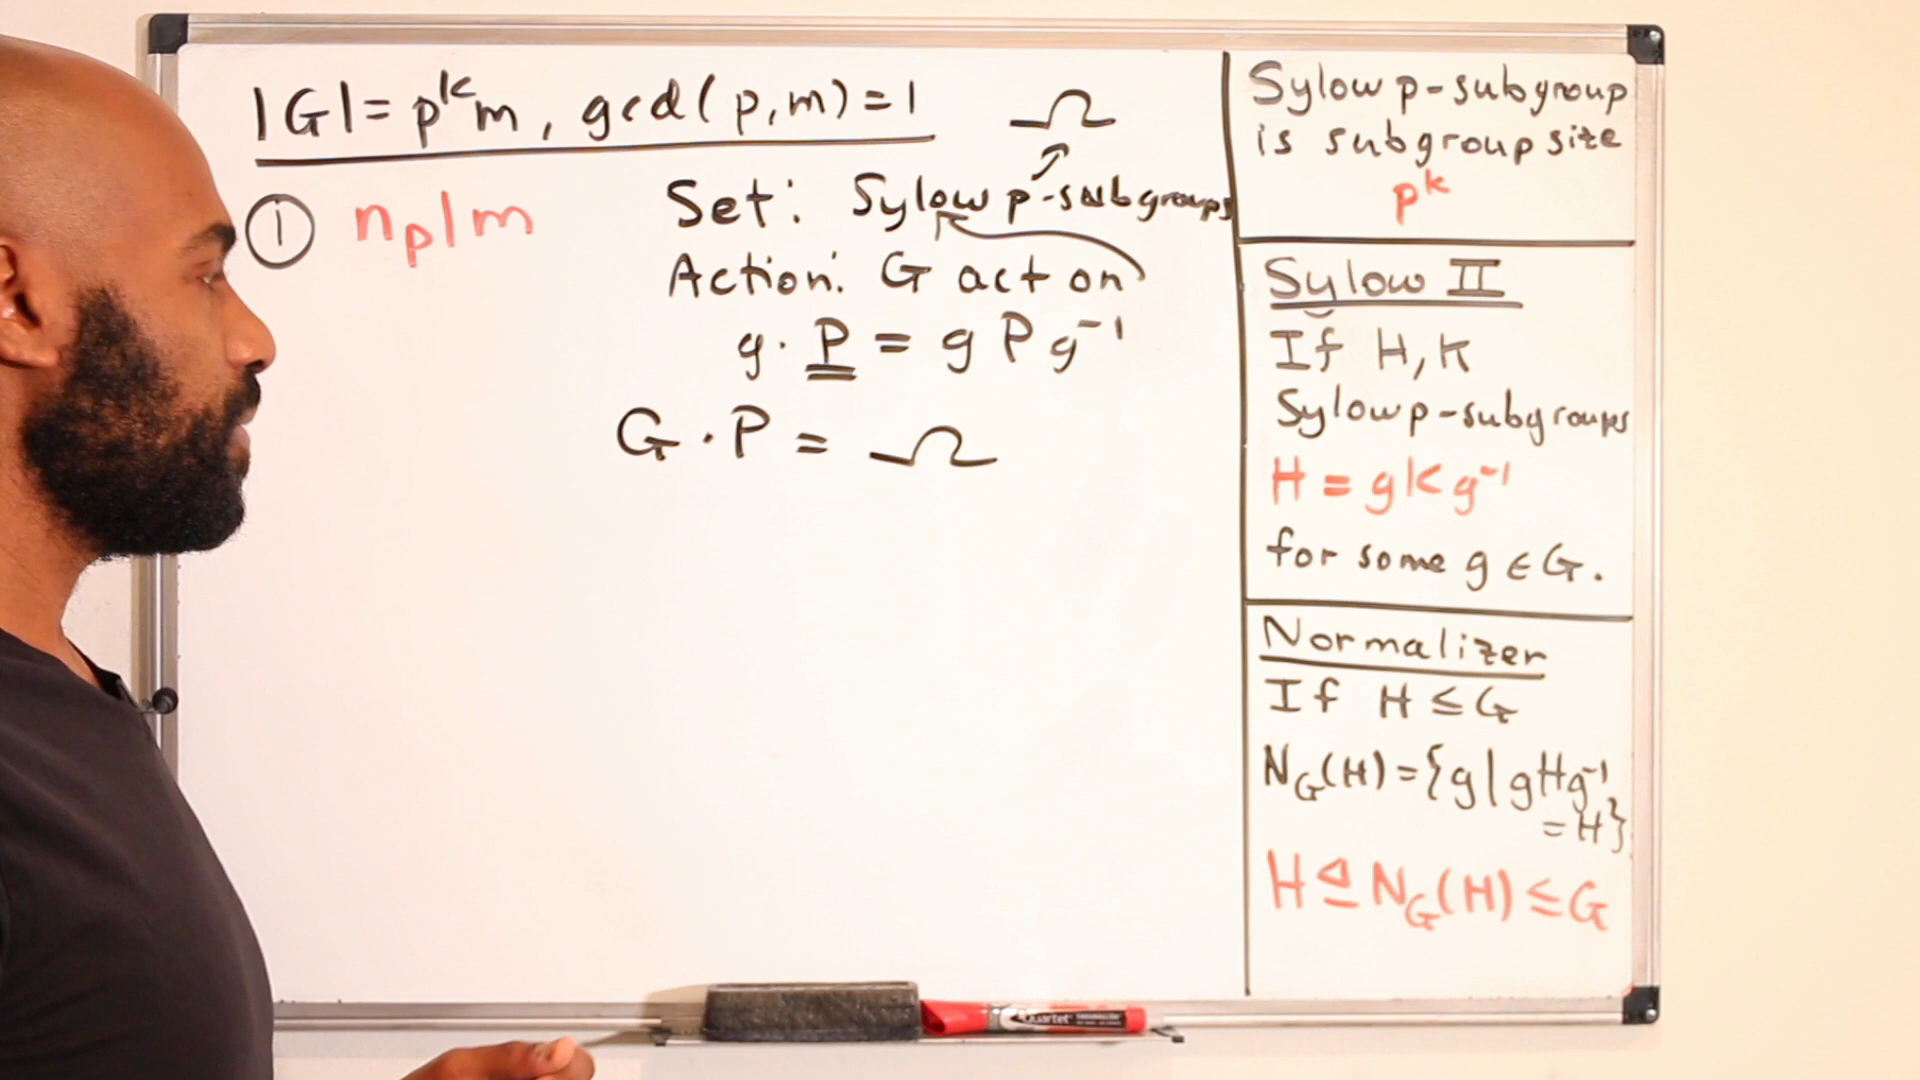 |G| = p^k m, gcd(p,m) = 1
Ω
① n_p | m
Set: Sylow p-subgroups
Action: G act on
g · P = g P g⁻¹
G · P = Ω
Sylow p-subgroup
is subgroup size
p^k
Sylow II
If H, K
Sylow p-subgroups
H = g K g⁻¹
for some g ∈ G.
Normalizer
If H ≤ G
N_G(H) = {g | gHg⁻¹
= H}
H ⊴ N_G(H) ≤ G
Quartet